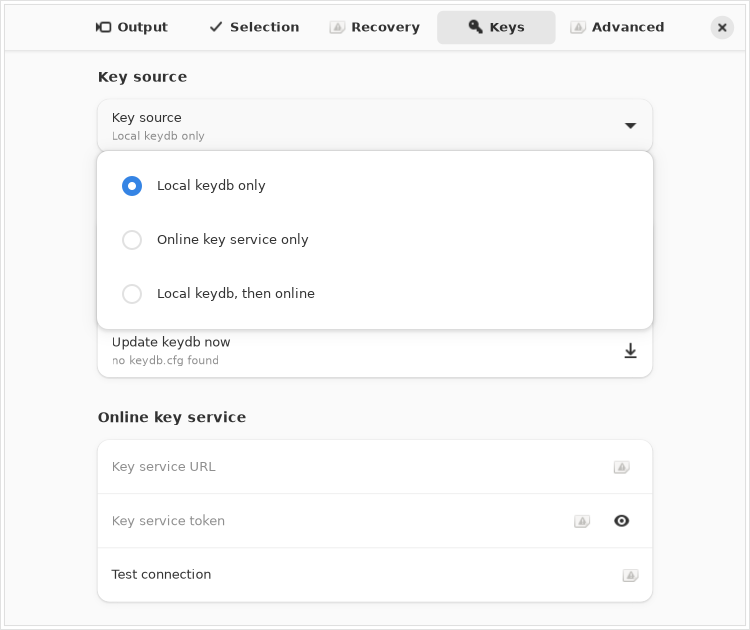 Output
Selection
Recovery
Keys
Advanced
Key source
Key source
Local keydb only
Local keydb only
Online key service only
Local keydb, then online
Update keydb now
no keydb.cfg found
Online key service
Key service URL
Key service token
Test connection